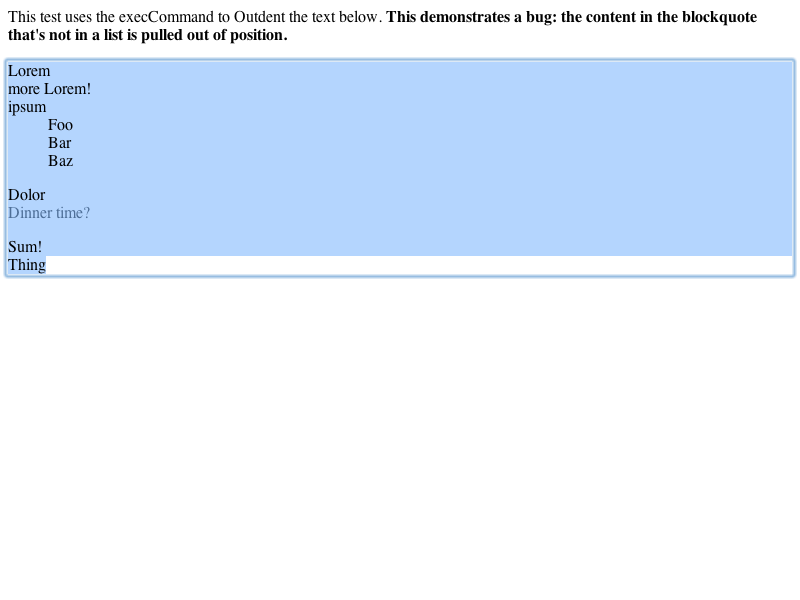 This test uses the execCommand to Outdent the text below. This demonstrates a bug: the content in the blockquote
that's not in a list is pulled out of position.
Lorem
more Lorem!
ipsum
Foo
Bar
Baz
Dolor
Dinner time?
Sum!
Thing